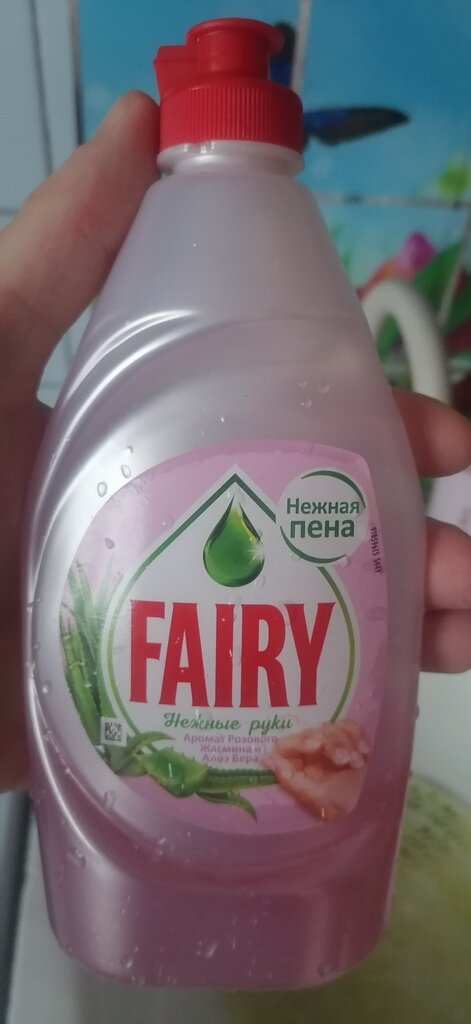 Нежная
пена
FAIRY
Нежные руки
Аромат Розового
Жасмина и
Алоэ Вера